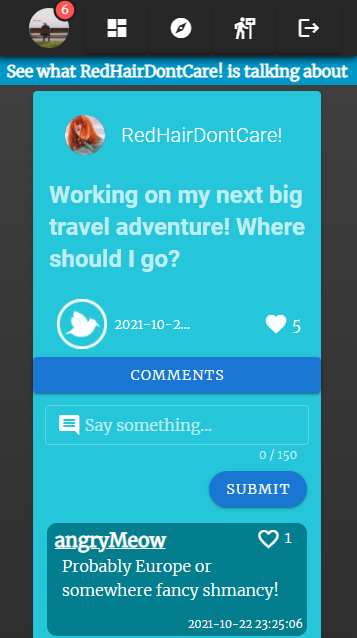 6
See what RedHairDontCare! is talking about
RedHairDontCare!
Working on my next big
travel adventure! Where
should I go?
2021-10-2...
5
COMMENTS
Say something...
0 / 150
SUBMIT
angryMeow
1
Probably Europe or
somewhere fancy shmancy!
2021-10-22 23:25:06